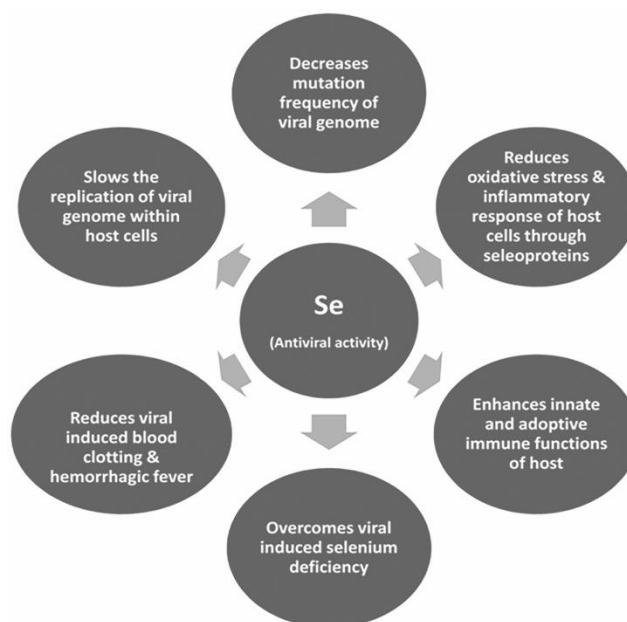 Decreases
mutation
frequency of
viral genome
Slows the
replication of viral
genome within
host cells
Reduces
oxidative stress &
inflammatory
response of host
cells through
seleoproteins
Se
(Antiviral activity)
Reduces viral
induced blood
clotting &
hemorrhagic fever
Enhances innate
and adoptive
immune functions
of host
Overcomes viral
induced selenium
deficiency